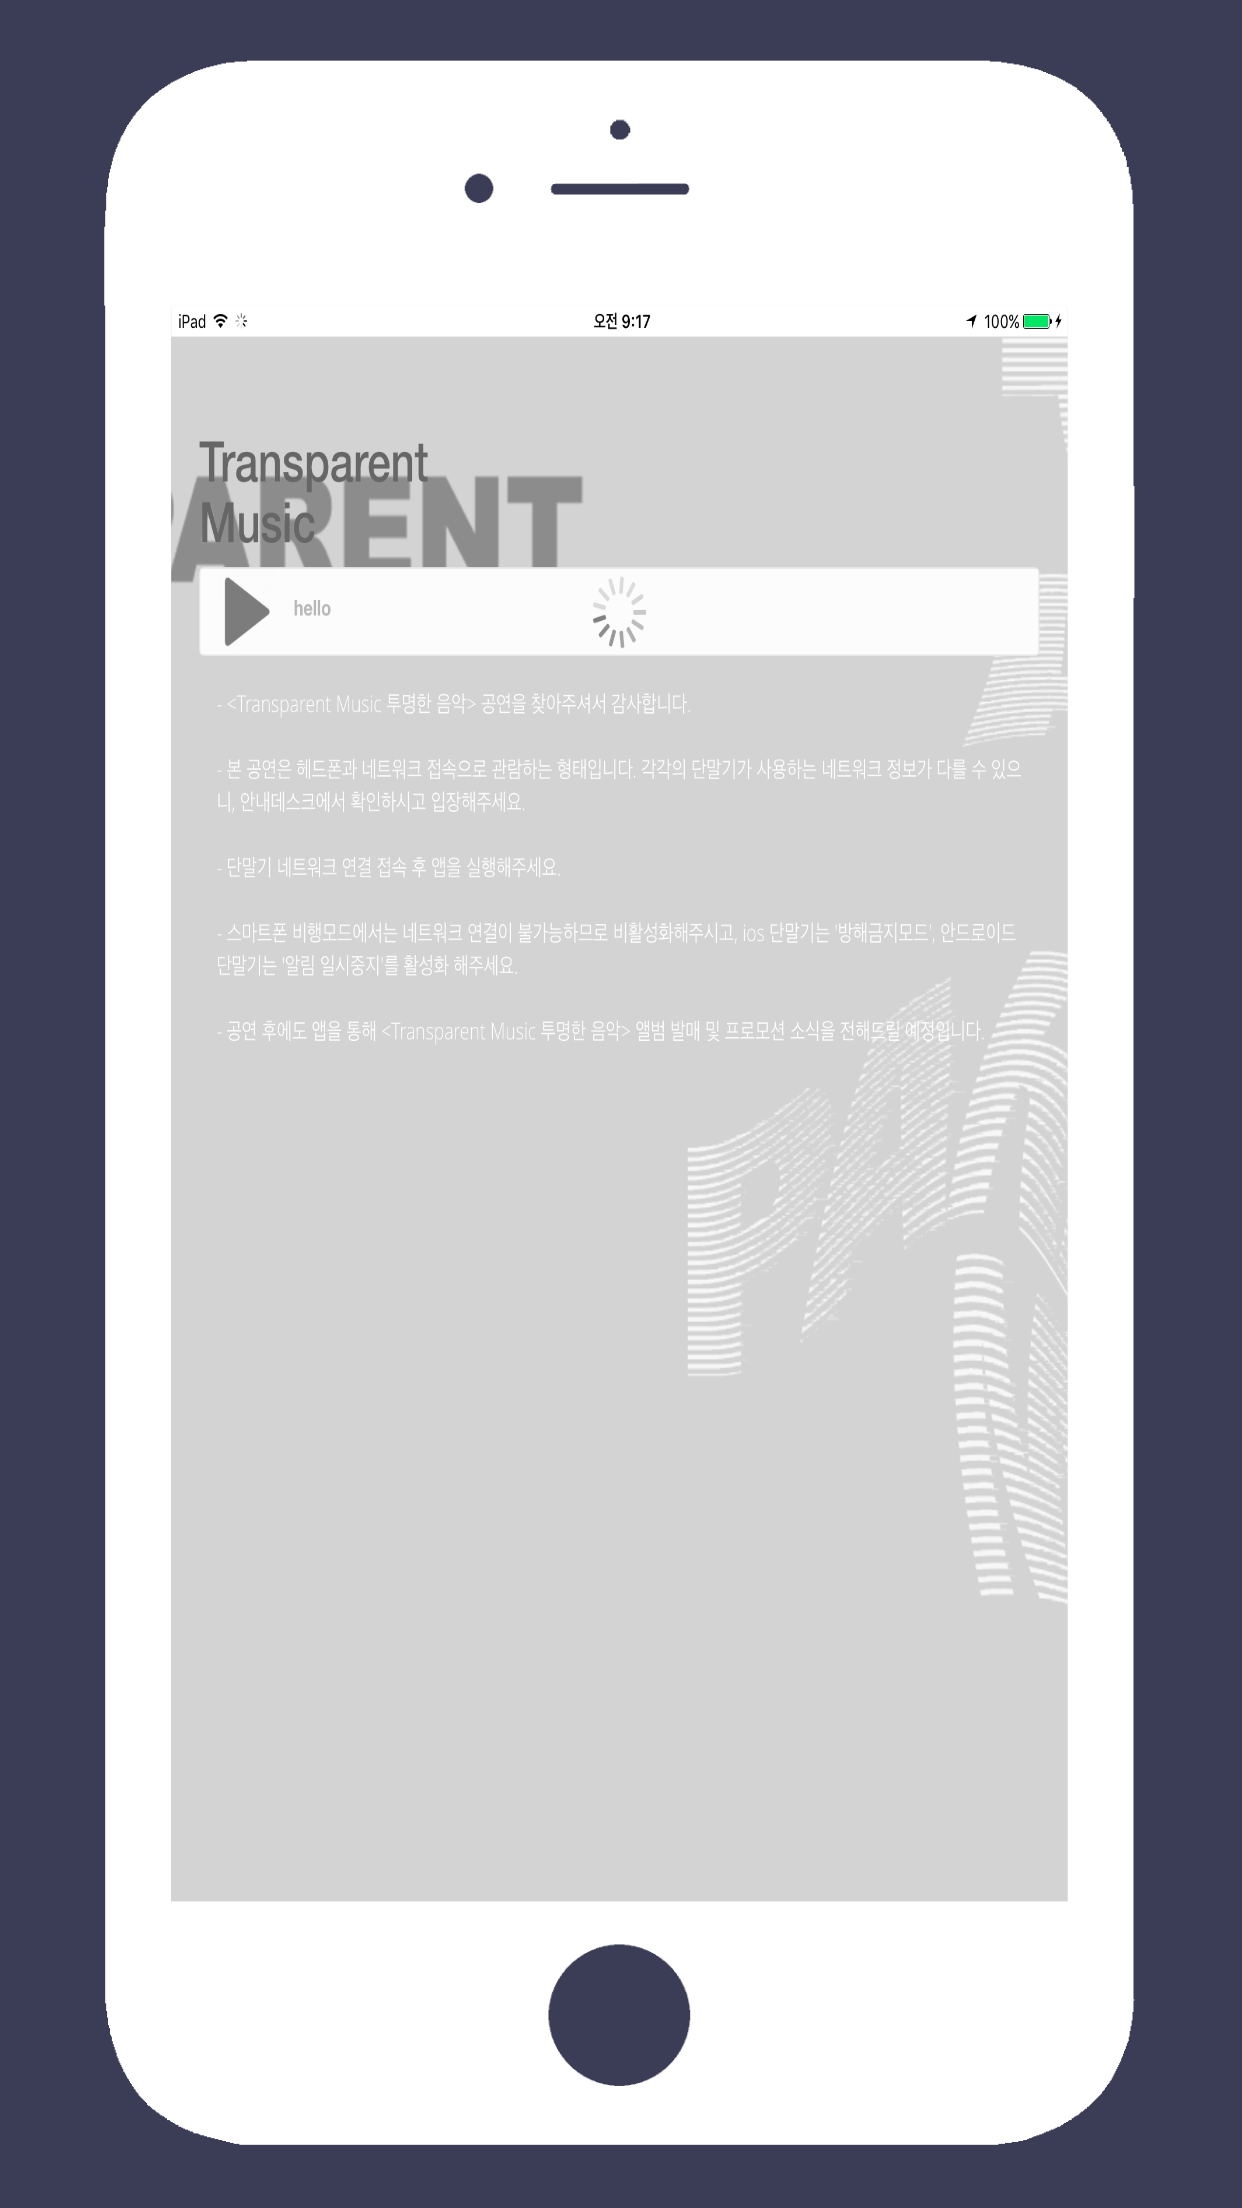 iPad 오전 9:17 100%
Transparent
PARENT
Music
hello
- <Transparent Music 투명한 음악> 공연을 찾아주셔서 감사합니다.
- 본 공연은 헤드폰과 네트워크 접속으로 관람하는 형태입니다. 각각의 단말기가 사용하는 네트워크 정보가 다를 수 있으
니, 안내데스크에서 확인하시고 입장해주세요.
- 단말기 네트워크 연결 접속 후 앱을 실행해주세요.
- 스마트폰 비행모드에서는 네트워크 연결이 불가능하므로 비활성화해주시고, ios 단말기는 '방해금지모드', 안드로이드
단말기는 '알림 일시중지'를 활성화 해주세요.
- 공연 후에도 앱을 통해 <Transparent Music 투명한 음악> 앨범 발매 및 프로모션 소식을 전해드릴 예정입니다.